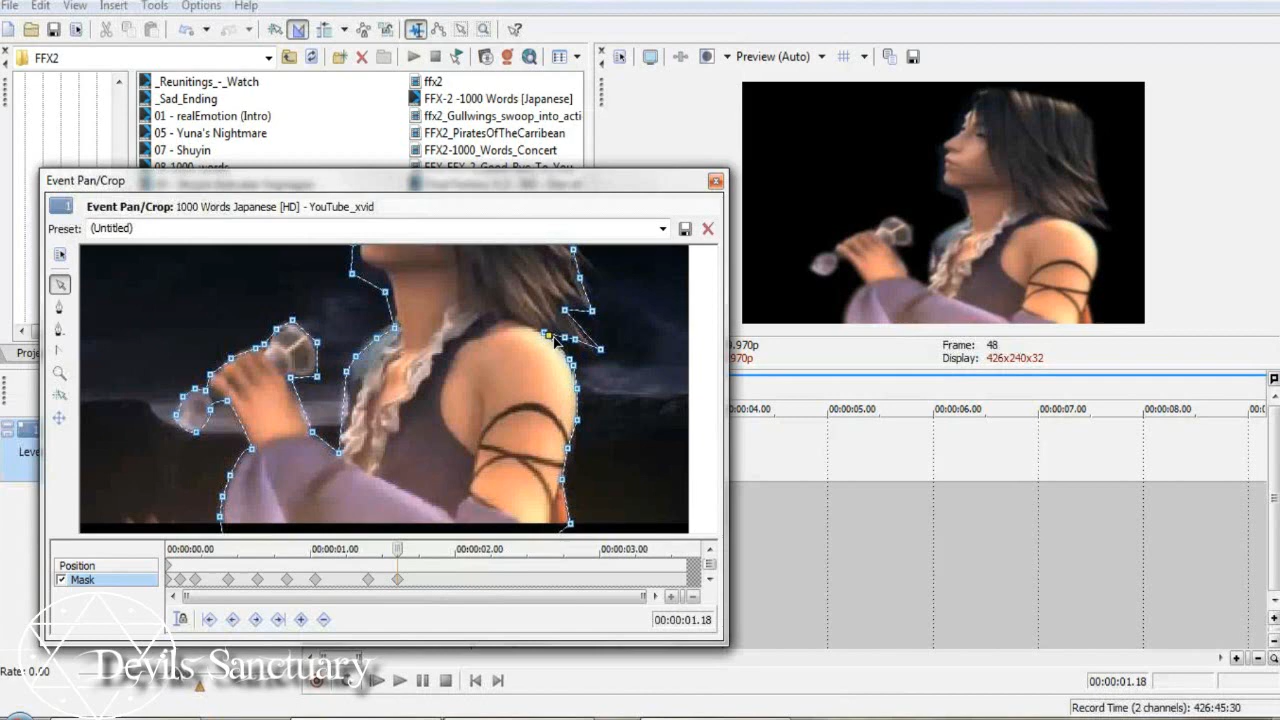 File Edit View Insert Tools Options Help
FFX2
Preview (Auto)
_Reunitings_-_Watch
_Sad_Ending
01 - realEmotion (Intro)
05 - Yuna's Nightmare
07 - Shuyin
ffx2
FFX-2 -1000 Words [Japanese]
ffx2_Gullwings_swoop_into_acti
FFX2_PiratesOfTheCarribean
FFX2-1000_Words_Concert
Event Pan/Crop
Event Pan/Crop: 1000 Words Japanese [HD] - YouTube_xvid
Preset: (Untitled)
.970p
.970p
Frame: 48
Display: 426x240x32
Proje
Leve
:00:04.00 00:00:05.00 00:00:06.00 00:00:07.00 00:00:08.00
00:00:00.00 00:00:01.00 00:00:02.00 00:00:03.00
Position
Mask
00:00:01.18
Devils Sanctuary
Rate: 0.00
00:00:01.18
Record Time (2 channels): 426:45:30